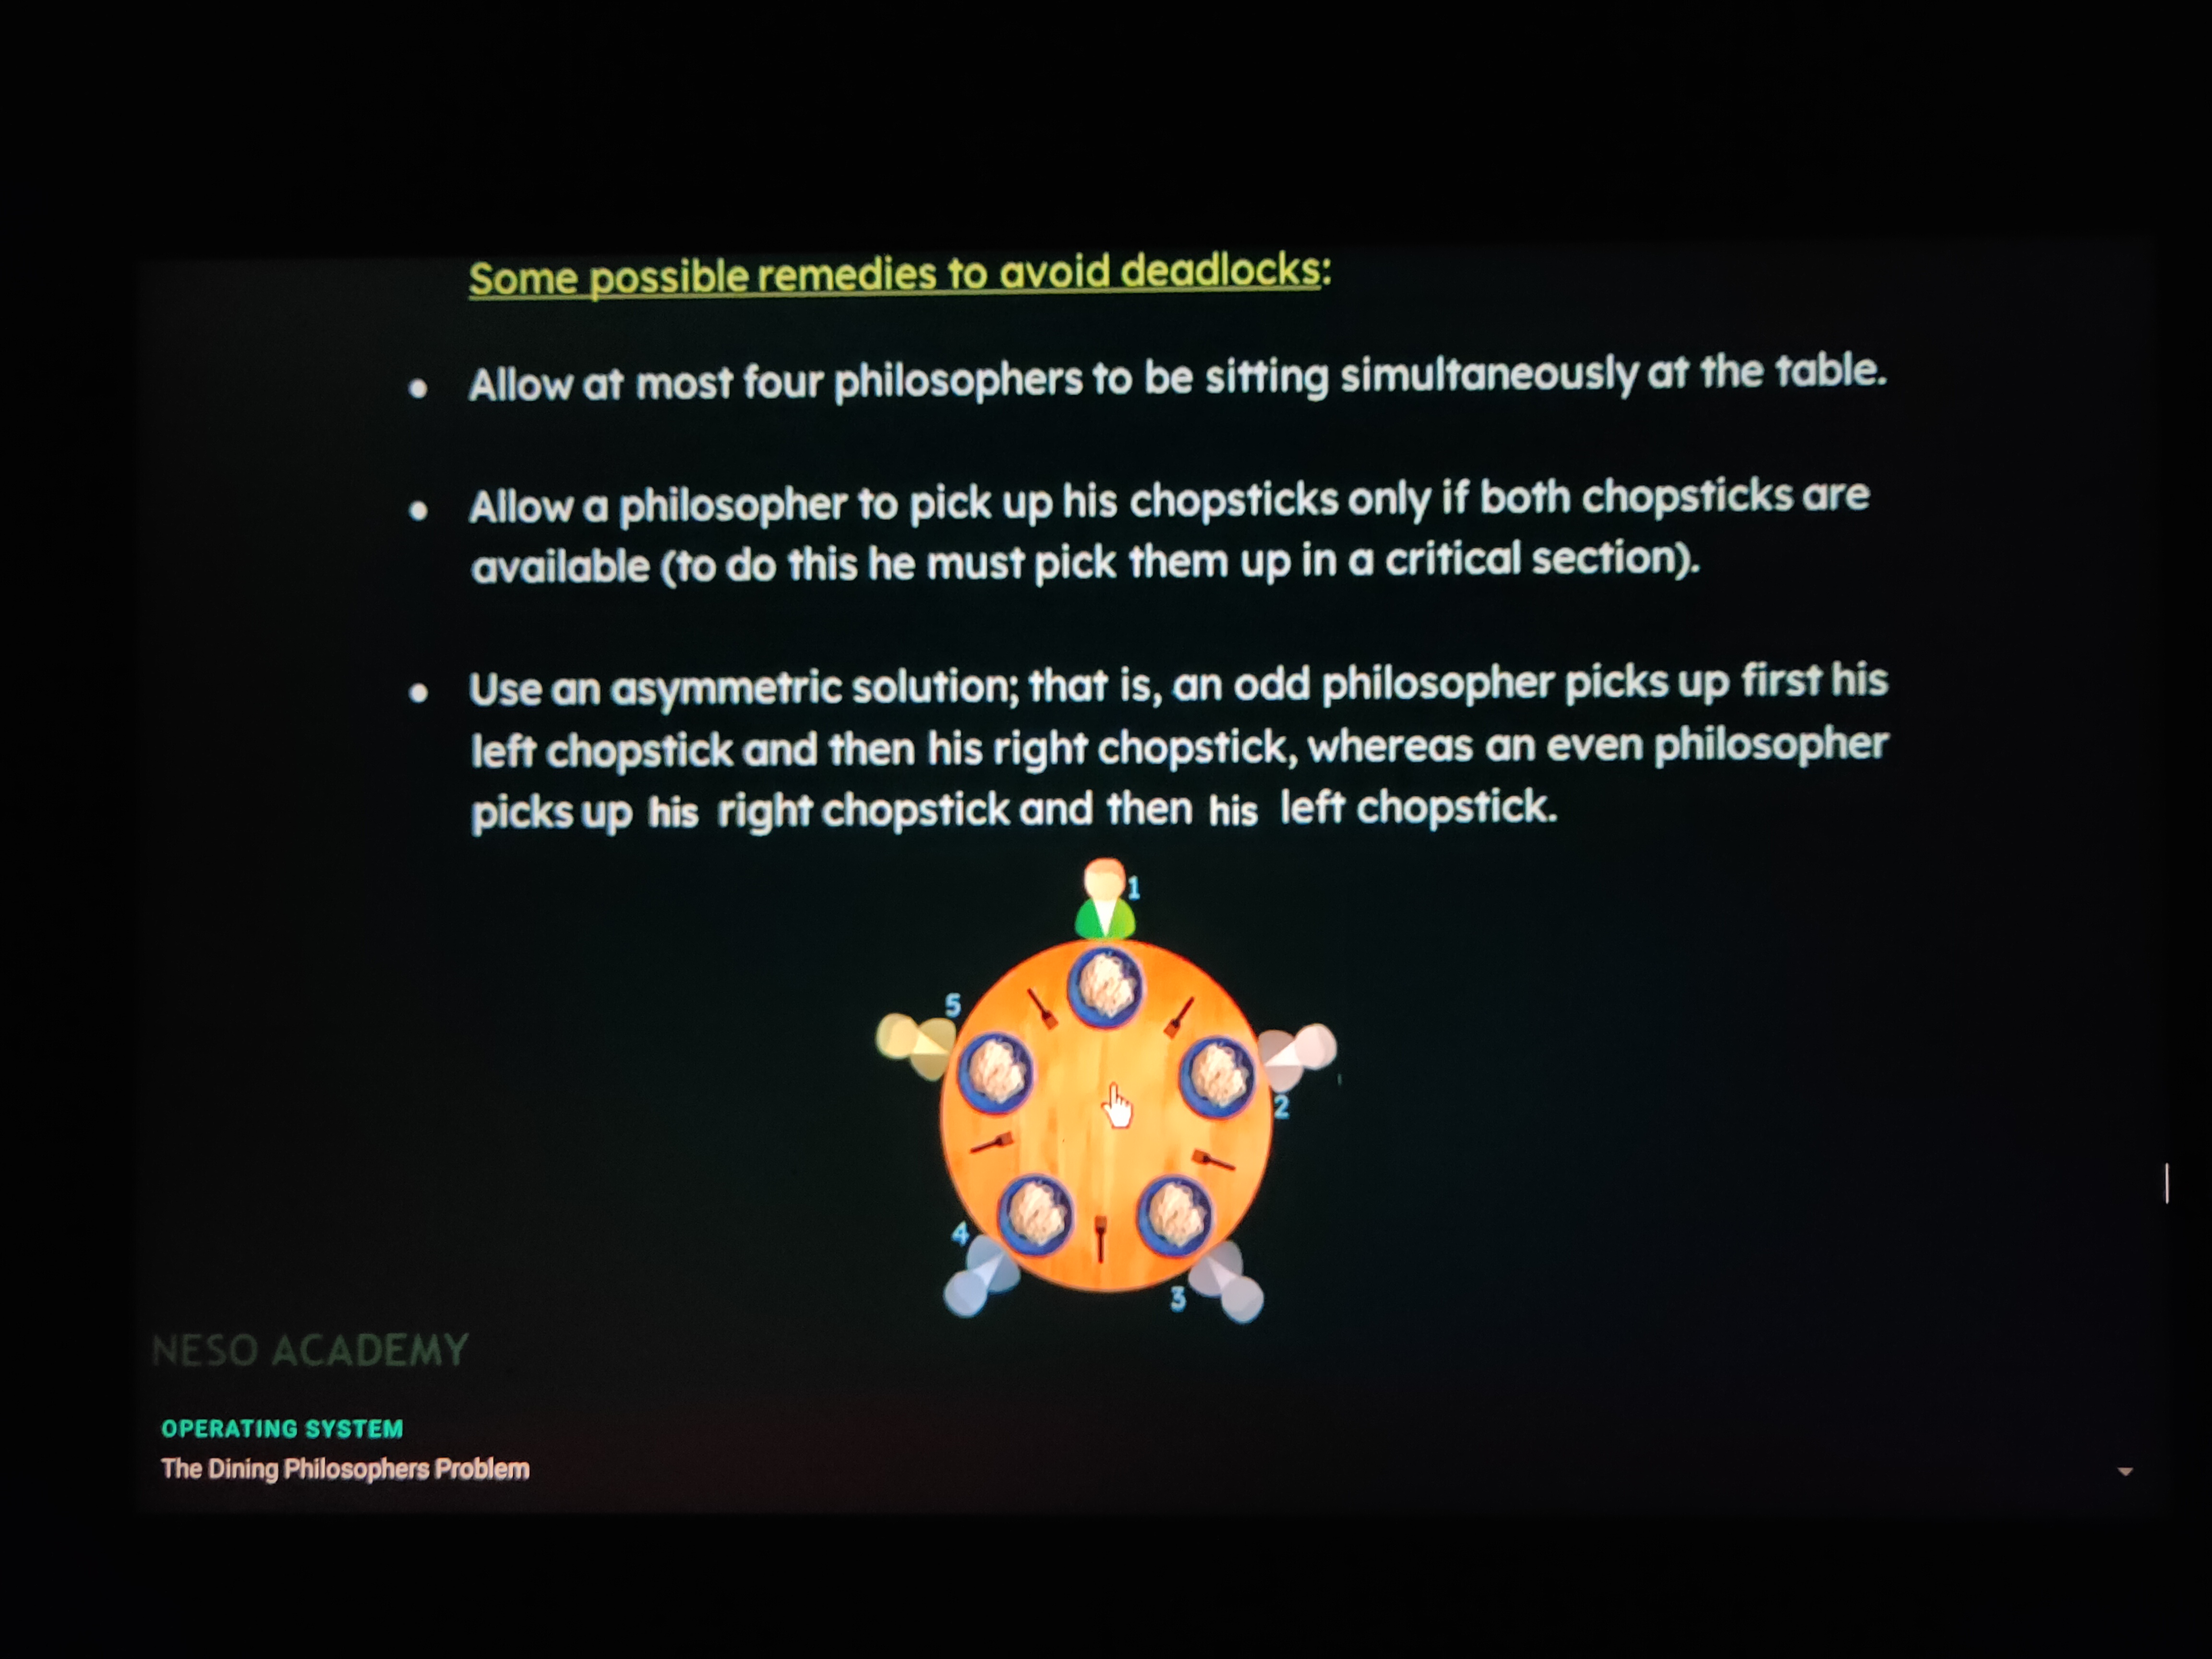 Some possible remedies to avoid deadlocks:
• Allow at most four philosophers to be sitting simultaneously at the table.
• Allow a philosopher to pick up his chopsticks only if both chopsticks are
available (to do this he must pick them up in a critical section).
• Use an asymmetric solution; that is, an odd philosopher picks up first his
left chopstick and then his right chopstick, whereas an even philosopher
picks up his right chopstick and then his left chopstick.
1
5
2
4
3
NESO ACADEMY
OPERATING SYSTEM
The Dining Philosophers Problem